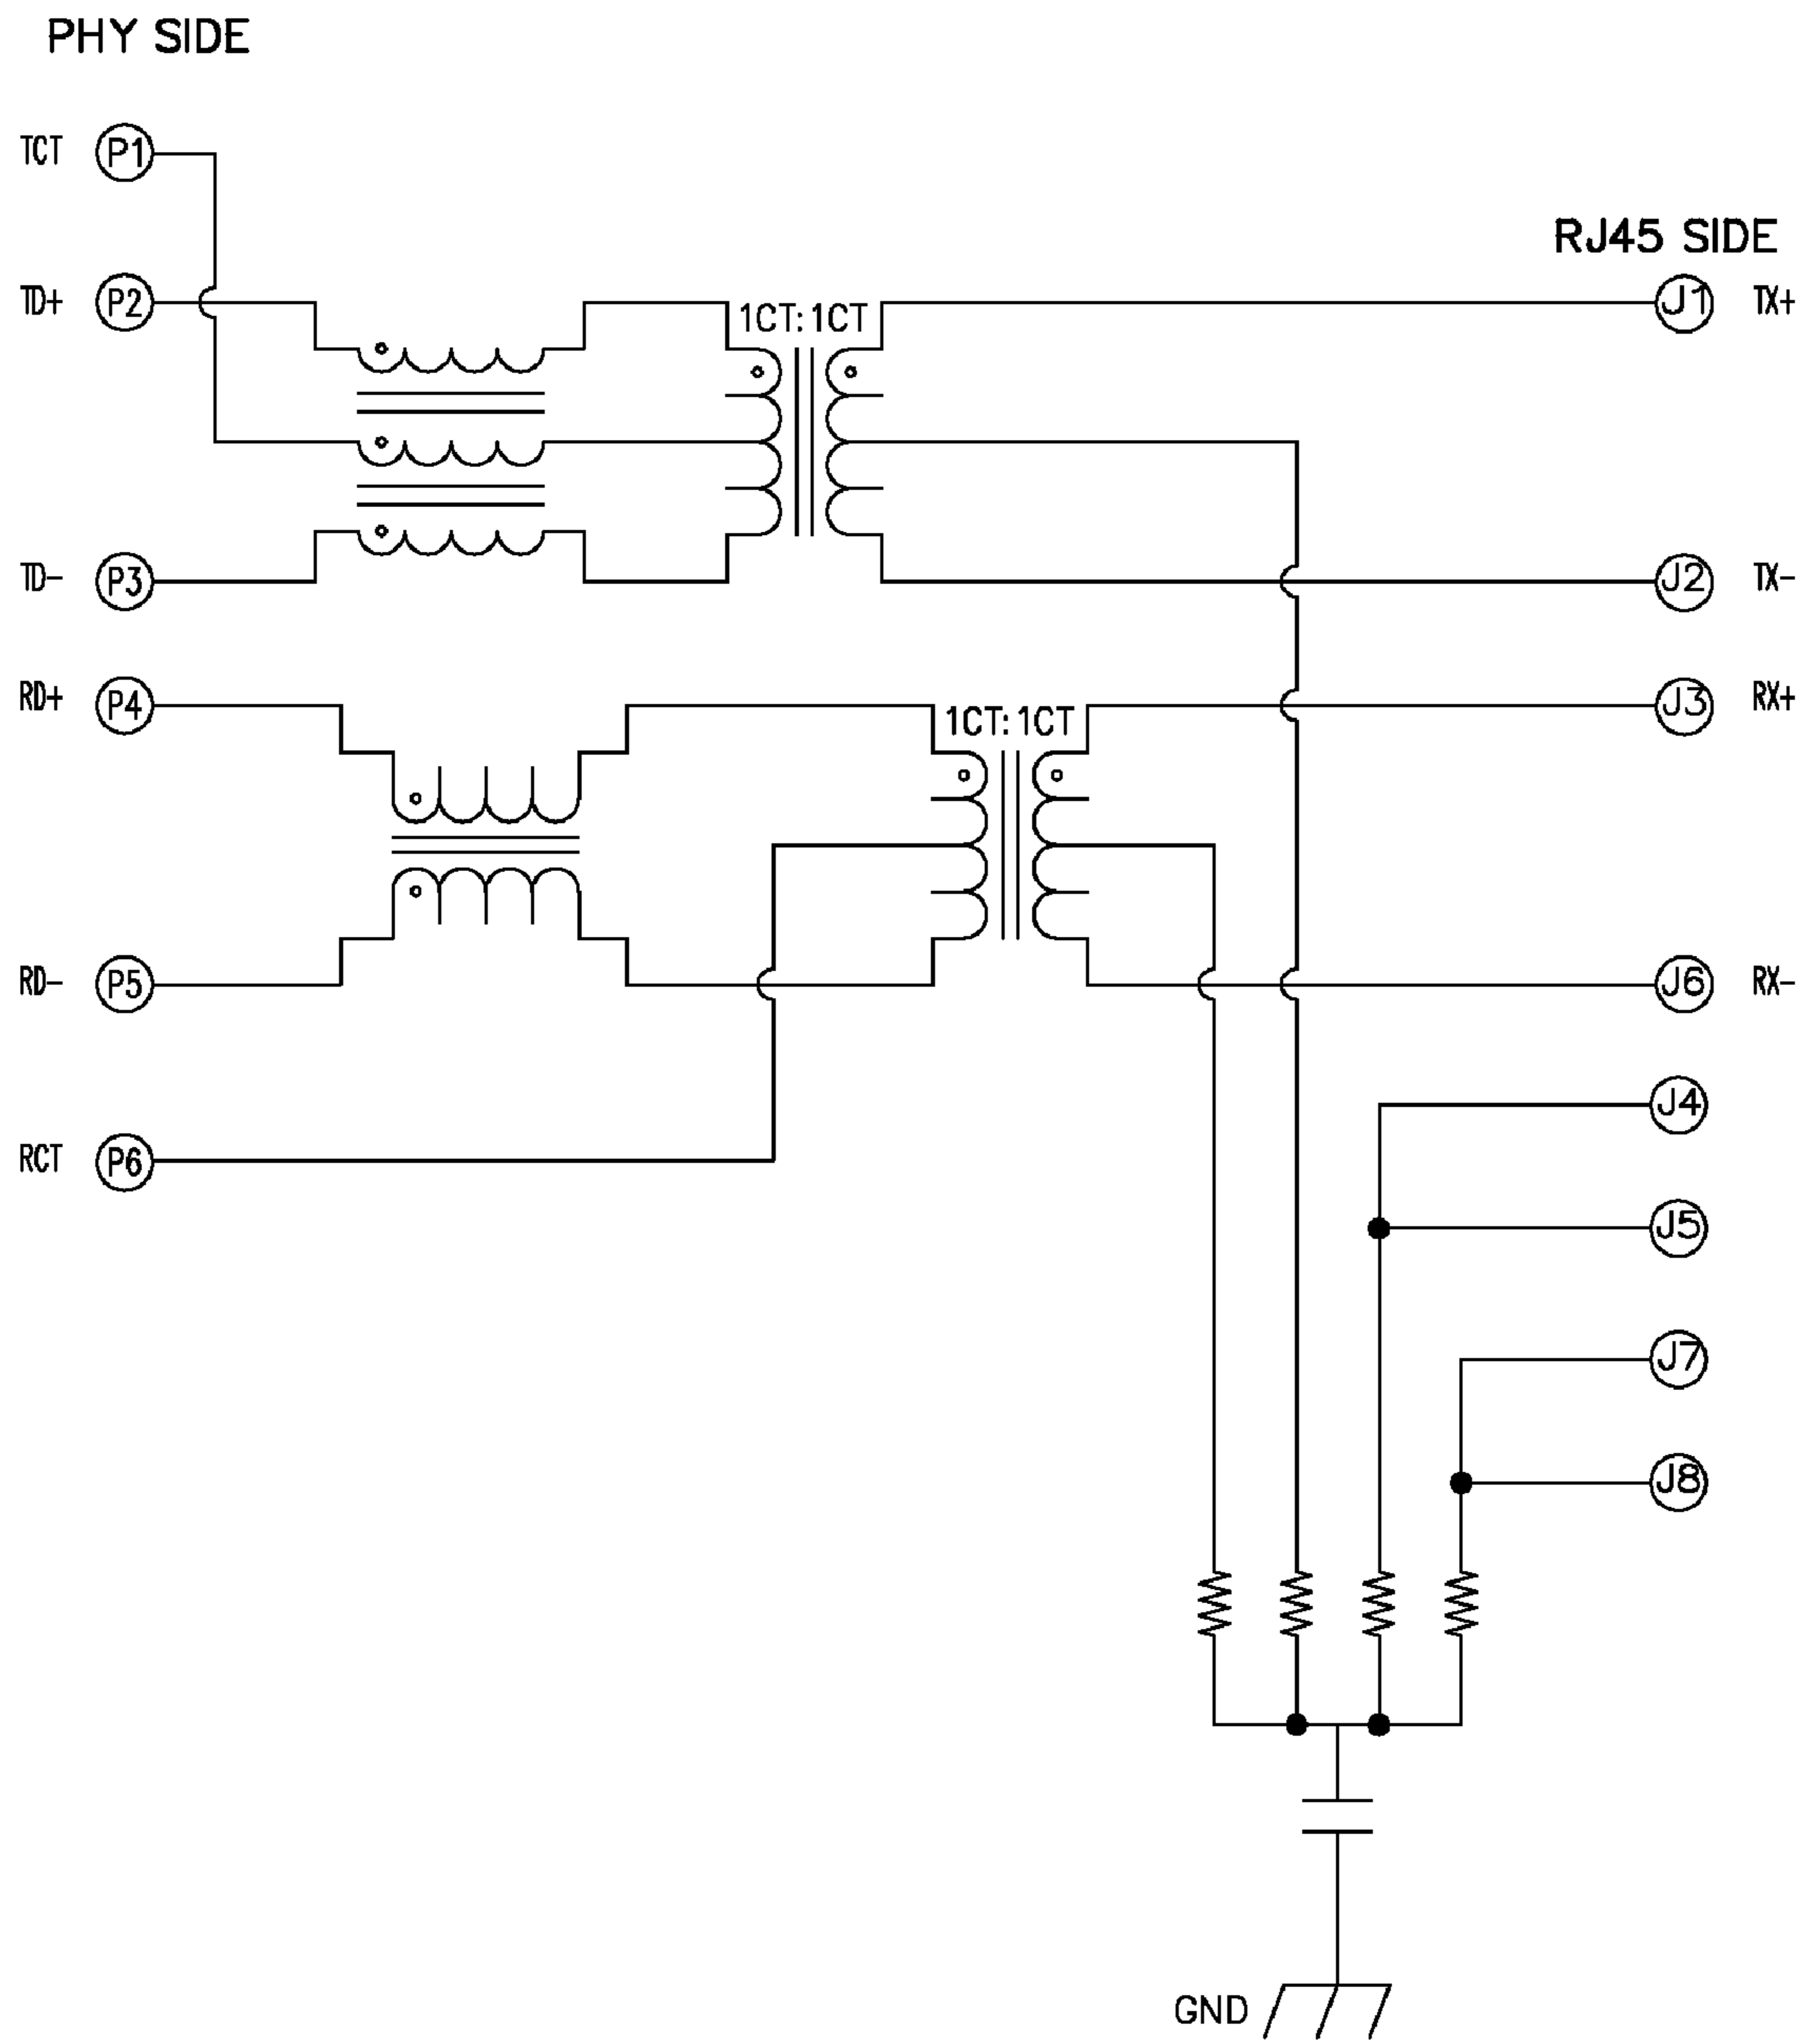 PHY SIDE
TCT P1
RJ45 SIDE
TD+ P2 1CT:1CT J1 TX+
TD- P3 J2 TX-
RD+ P4 1CT:1CT J3 RX+
RD- P5 J6 RX-
J4
RCT P6
J5
J7
J8
GND